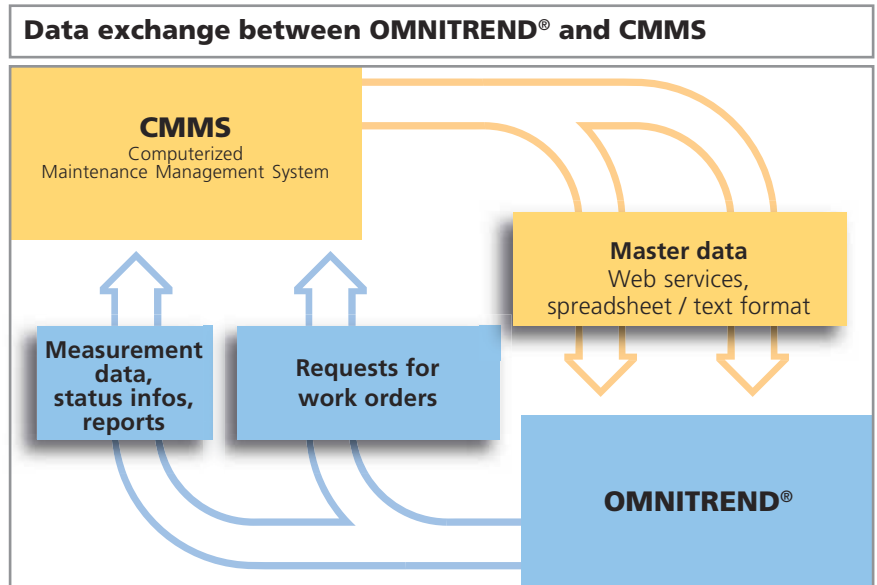 Data exchange between OMNITREND® and CMMS
CMMS
Computerized
Maintenance Management System
Master data
Web services,
spreadsheet / text format
Measurement
data,
status infos,
reports
Requests for
work orders
OMNITREND®